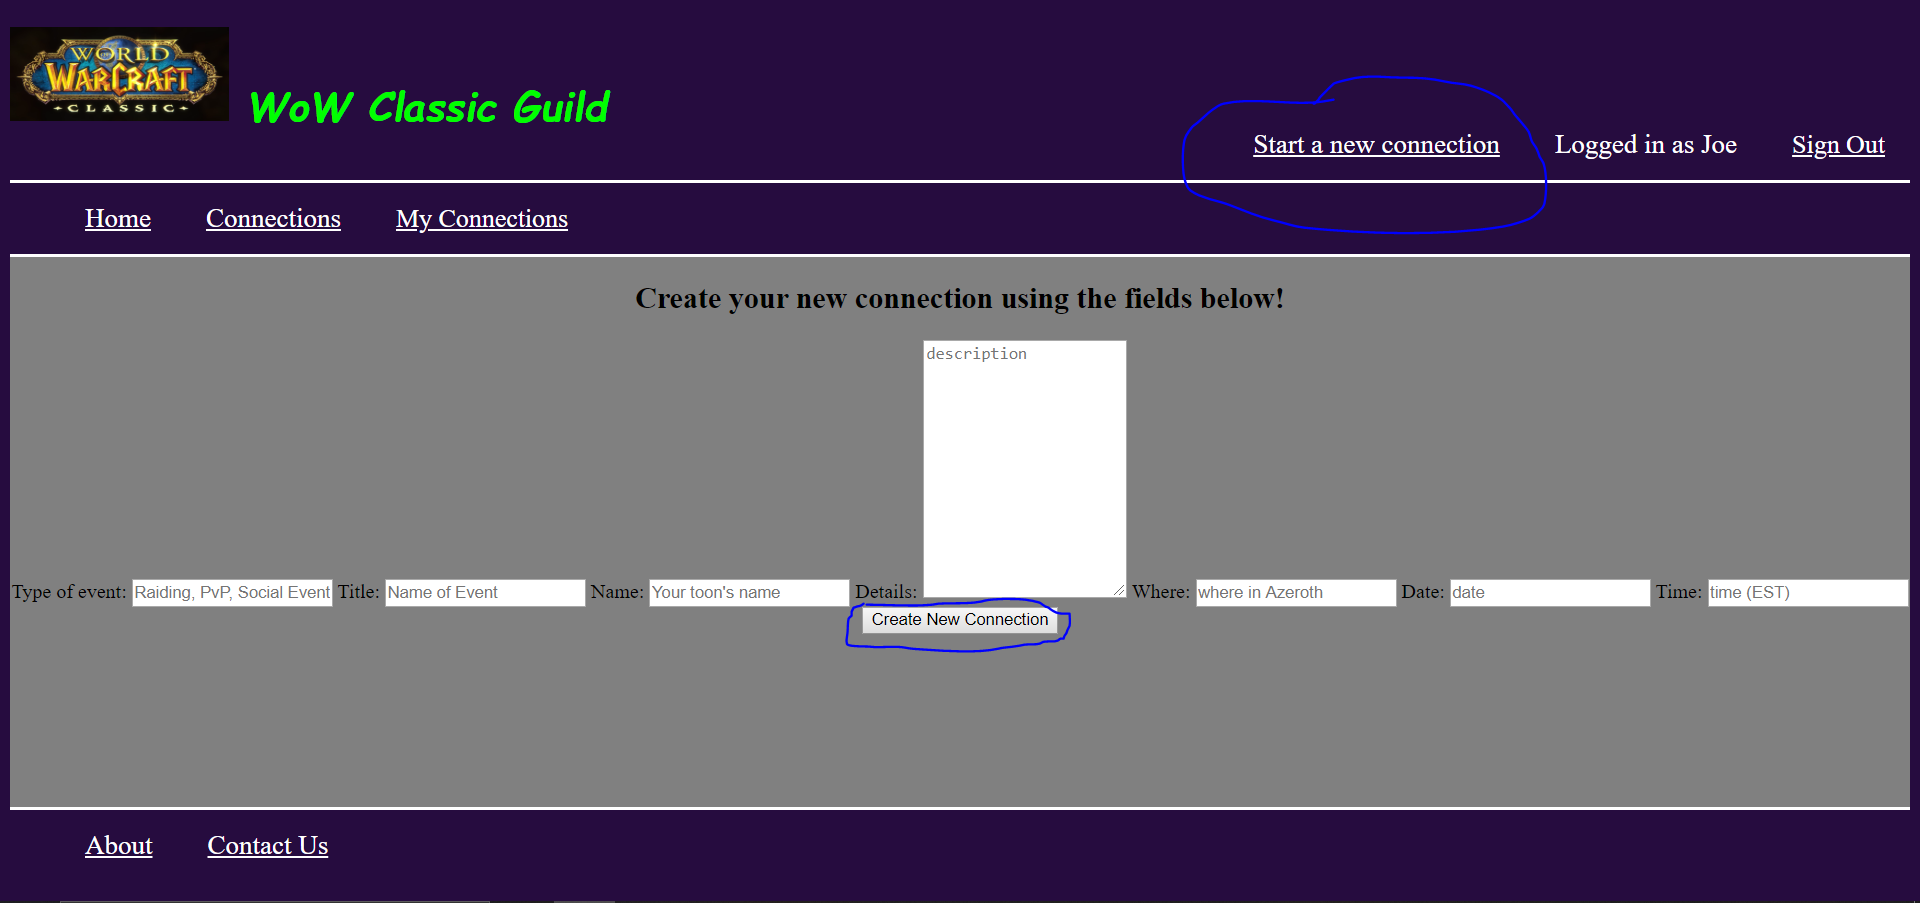 WORLD
WARCRAFT
CLASSIC
WoW Classic Guild
Start a new connection Logged in as Joe Sign Out
Home Connections My Connections
Create your new connection using the fields below!
description
Type of event: Raiding, PvP, Social Event Title: Name of Event Name: Your toon's name Details: Where: where in Azeroth Date: date Time: time (EST)
Create New Connection
About Contact Us